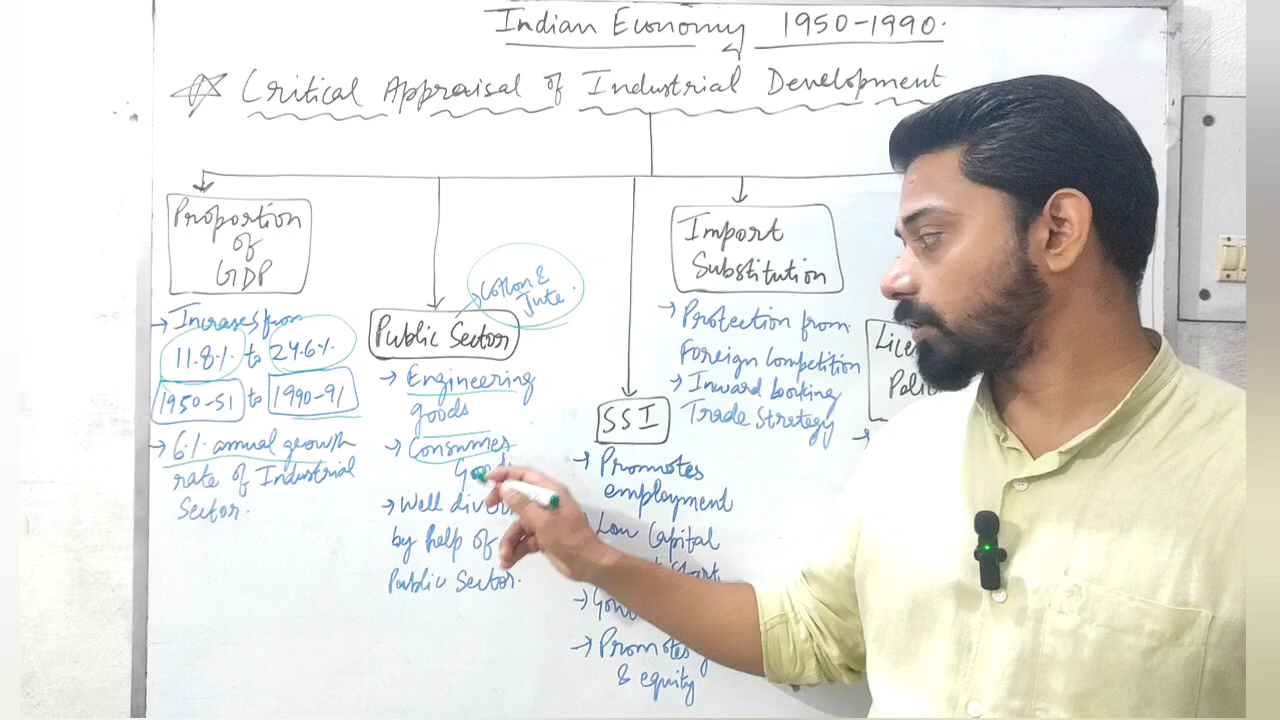 Indian Economy 1950-1990.
Critical Appraisal of Industrial Development
Proportion
of
GDP
→ Increases from
11.8% to 24.6%
1950-51 to 1990-91
→ 6% annual growth
rate of Industrial
Sector.
Cotton &
Jute.
Public Sector
→ Engineering
goods
→ Consumes
→ Well
by help of
Public Sector.
SSI
→ Promotes
employment
Low Capital
Start
→ Promotes
& equity
Import
Substitution
→ Protection from
Foreign Competition
→ Inward looking
Trade Strategy